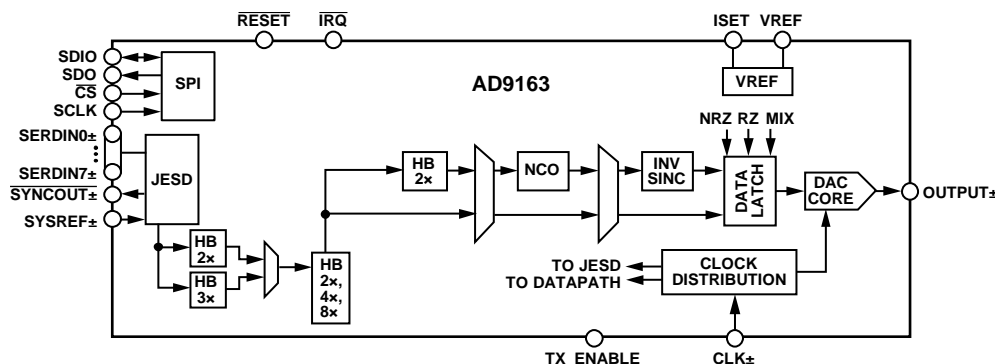 RESET IRQ ISET VREF
SDIO
SDO
CS
SCLK
SPI
VREF
AD9163
SERDIN0±
SERDIN7±
SYNCOUT±
SYSREF±
JESD
NRZ RZ MIX
HB
2×
NCO
INV
SINC
DATA
LATCH
DAC
CORE
OUTPUT±
HB
2×
HB
3×
HB
2×,
4×,
8×
TO JESD
TO DATAPATH
CLOCK
DISTRIBUTION
TX_ENABLE CLK±